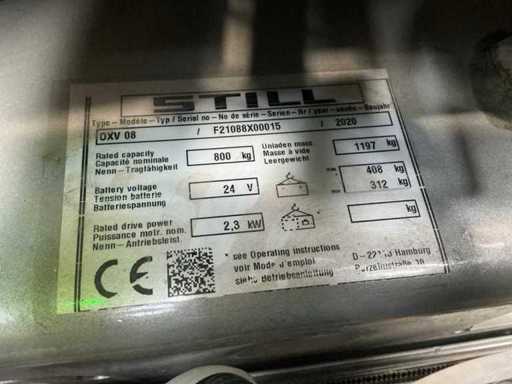 STILL
Type - Modèle - Typ / Serial no - No de série - Serien-Nr / year - année - Baujahr
OXV 08 / F21088X00015 / 2020
Rated capacity
Capacité nominale 800 kg
Nenn - Tragfähigkeit
Unladen mass
Masse à vide 1197 kg
Leergewicht
Battery voltage
Tension batterie 24 V
Batteriespannung
max 408 kg
min 312 kg
Rated drive power
Puissance motr. nom. 2,3 kW
Nenn - Antriebsleist.
kg
CE
* see Operating instructions
voir Mode d'emploi
siehe Betriebsanleitung
Hamburg